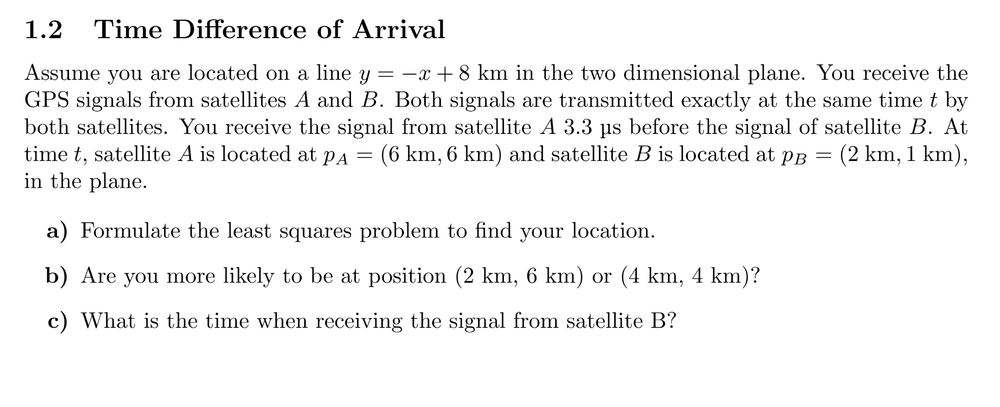 1.2 Time Difference of Arrival
Assume you are located on a line y = −x + 8 km in the two dimensional plane. You receive the
GPS signals from satellites A and B. Both signals are transmitted exactly at the same time t by
both satellites. You receive the signal from satellite A 3.3 µs before the signal of satellite B. At
time t, satellite A is located at p_A = (6 km, 6 km) and satellite B is located at p_B = (2 km, 1 km),
in the plane.
a) Formulate the least squares problem to find your location.
b) Are you more likely to be at position (2 km, 6 km) or (4 km, 4 km)?
c) What is the time when receiving the signal from satellite B?